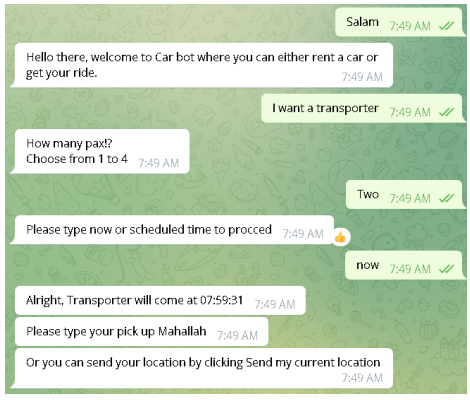 Salam 7:49 AM
Hello there, welcome to Car bot where you can either rent a car or
get your ride. 7:49 AM
I want a transporter 7:49 AM
How many pax!?
Choose from 1 to 4 7:49 AM
Two 7:49 AM
Please type now or scheduled time to procced 7:49 AM
now 7:49 AM
Alright, Transporter will come at 07:59:31 7:49 AM
Please type your pick up Mahallah 7:49 AM
Or you can send your location by clicking Send my current location
7:49 AM